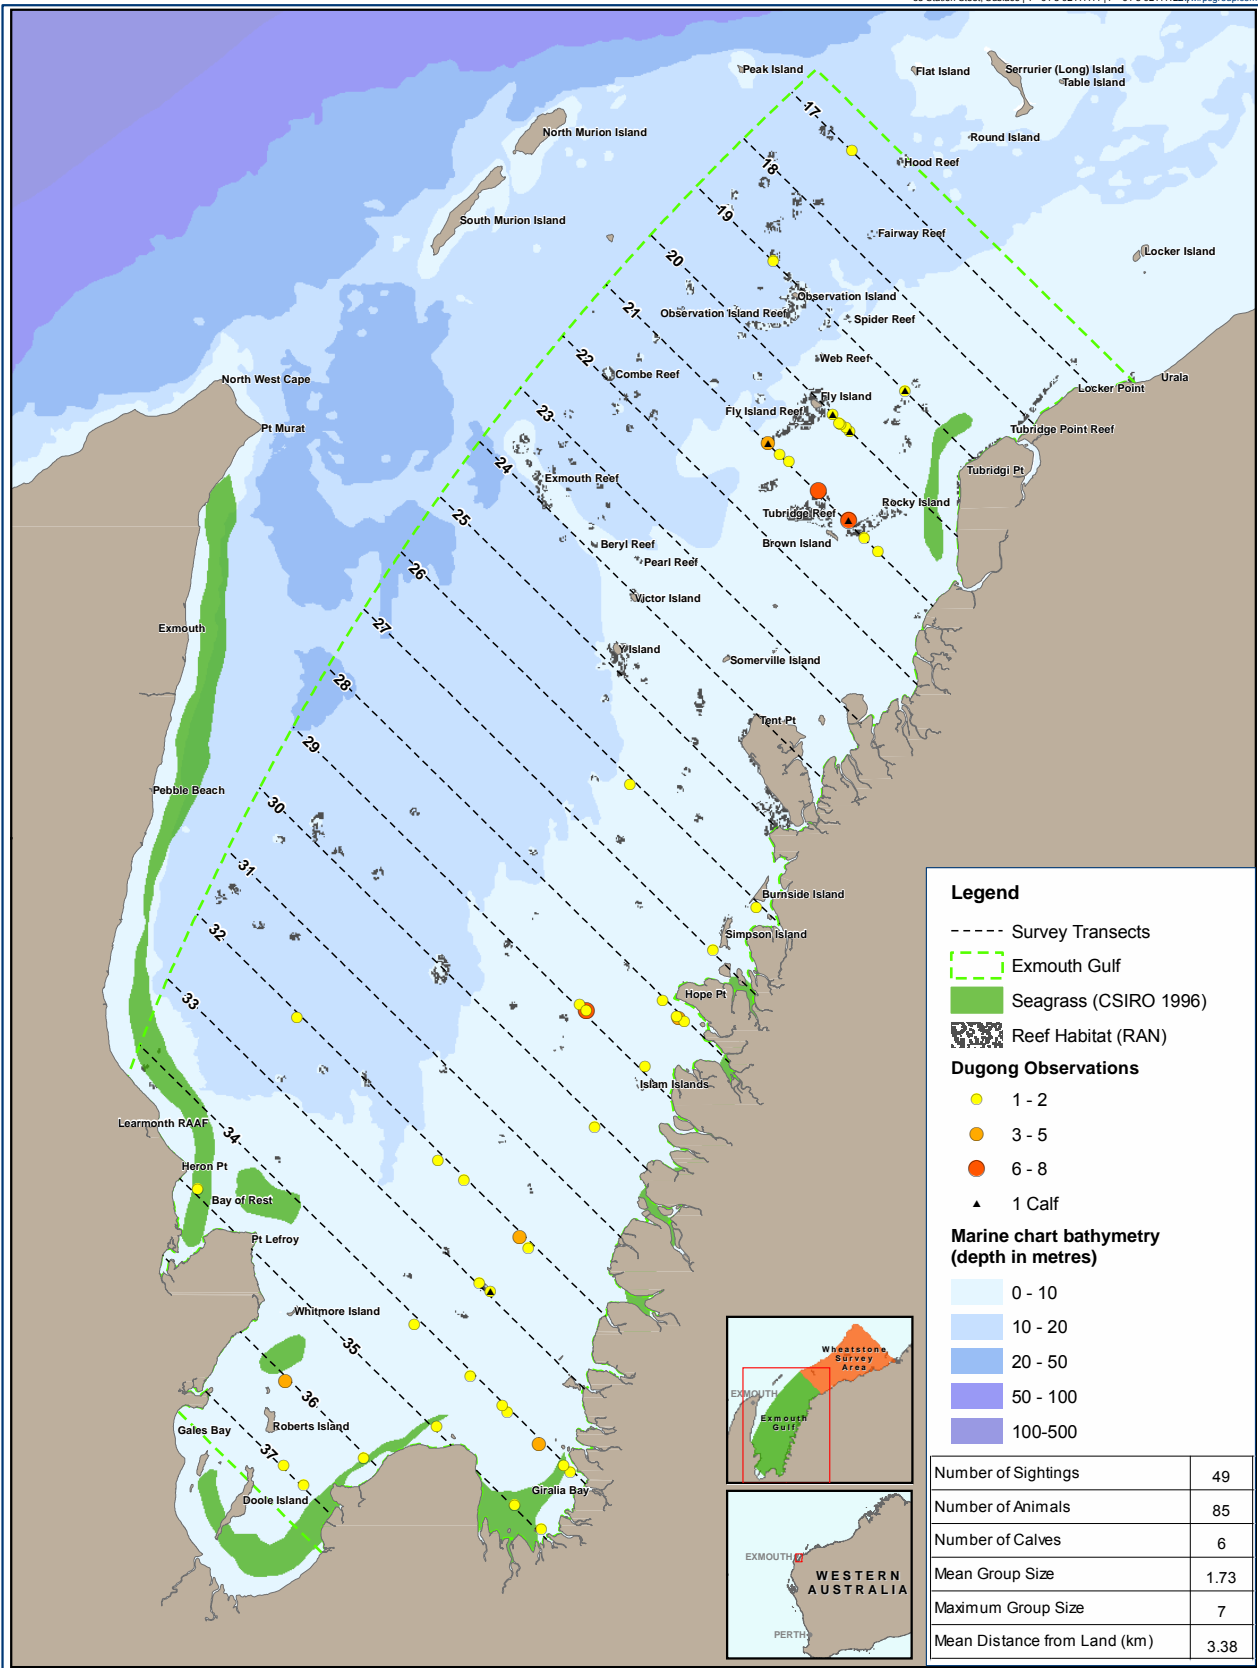 Peak Island
Flat Island
Serrurier (Long) Island
Table Island
17
North Murion Island
Round Island
Hood Reef
18
South Murion Island
19
Fairway Reef
20
Locker Island
21
Observation Island
Observation Island Reef
Spider Reef
22
Web Reef
Combe Reef
North West Cape
Urala
Locker Point
Fly Island
23
Fly Island Reef
Pt Murat
Tubridge Point Reef
24
Tubridgi Pt
Exmouth Reef
Rocky Island
25
Tubridge Reef
Beryl Reef
Brown Island
Pearl Reef
26
Victor Island
27
Exmouth
Y Island
Somerville Island
28
Tent Pt
29
Pebble Beach
30
31
Burnside Island
32
Simpson Island
33
Hope Pt
Islam Islands
Learmonth RAAF
34
Heron Pt
Bay of Rest
Pt Lefroy
Whitmore Island
35
36
Roberts Island
Gales Bay
37
Doole Island
Giralia Bay
Legend
Survey Transects
Exmouth Gulf
Seagrass (CSIRO 1996)
Reef Habitat (RAN)
Dugong Observations
1 - 2
3 - 5
6 - 8
1 Calf
Marine chart bathymetry
(depth in metres)
0 - 10
10 - 20
20 - 50
50 - 100
100-500
Wheatstone
Survey
Area
EXMOUTH
Exmouth
Gulf
EXMOUTH
WESTERN
AUSTRALIA
PERTH
Number of Sightings 49
Number of Animals 85
Number of Calves 6
Mean Group Size 1.73
Maximum Group Size 7
Mean Distance from Land (km) 3.38